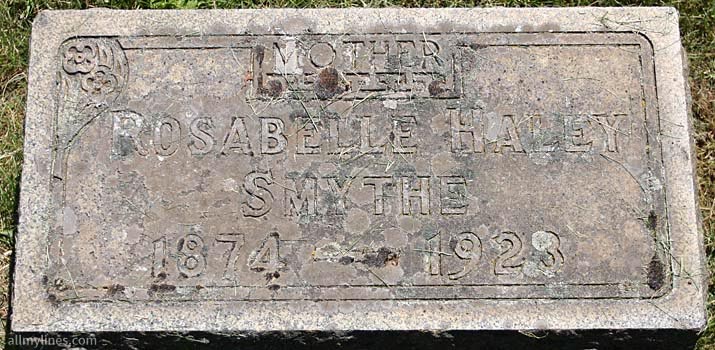 MOTHER
ROSABELLE HALEY
SMYTHE
1874 – 1923
allmylines.com